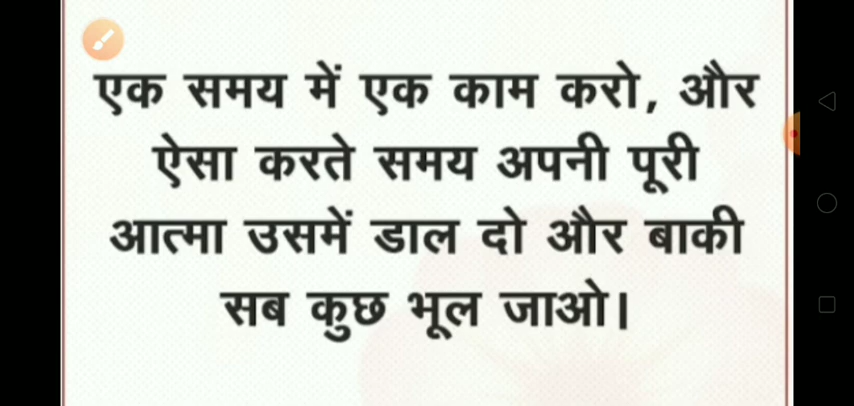 एक समय में एक काम करो, और
ऐसा करते समय अपनी पूरी
आत्मा उसमें डाल दो और बाकी
सब कुछ भूल जाओ।